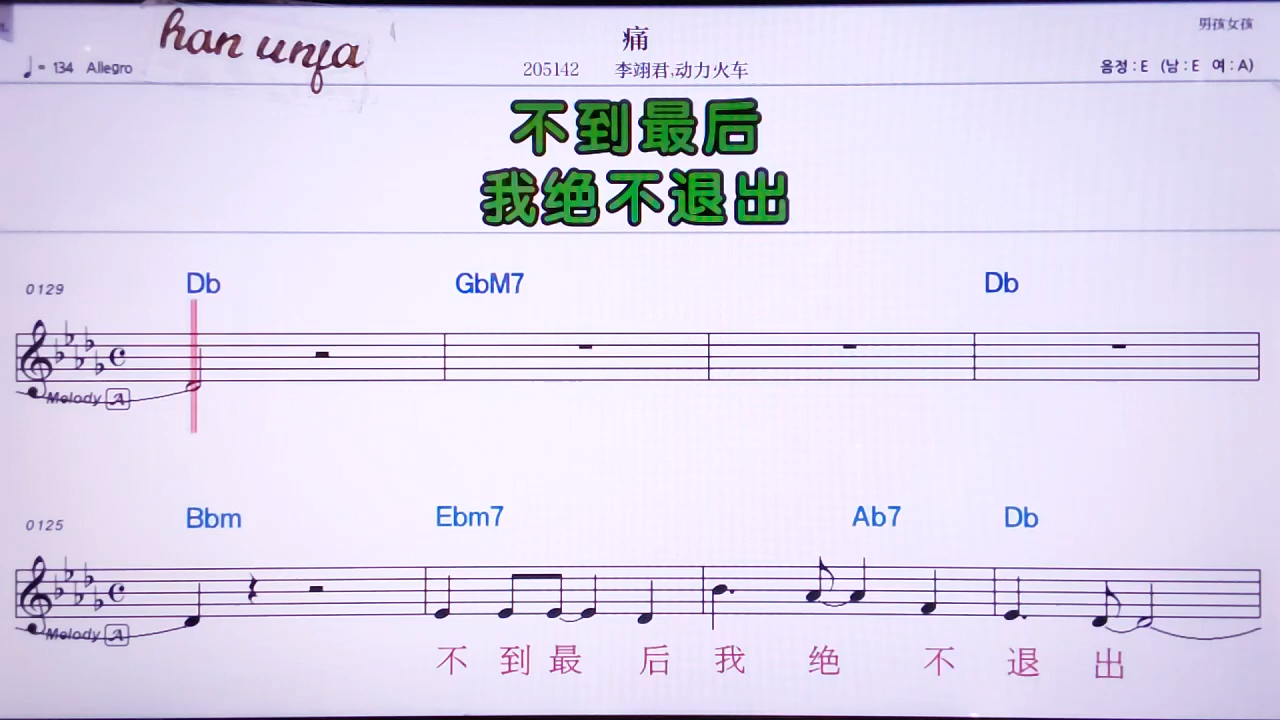 han unfa
痛
男孩女孩
♩= 134 Allegro
205142 李翊君,动力火车
음정 : E (남 : E 여 : A)
不到最后
我绝不退出
0129
Db GbM7 Db
Melody A
0125
Bbm Ebm7 Ab7 Db
Melody A
不 到 最 后 我 绝 不 退 出